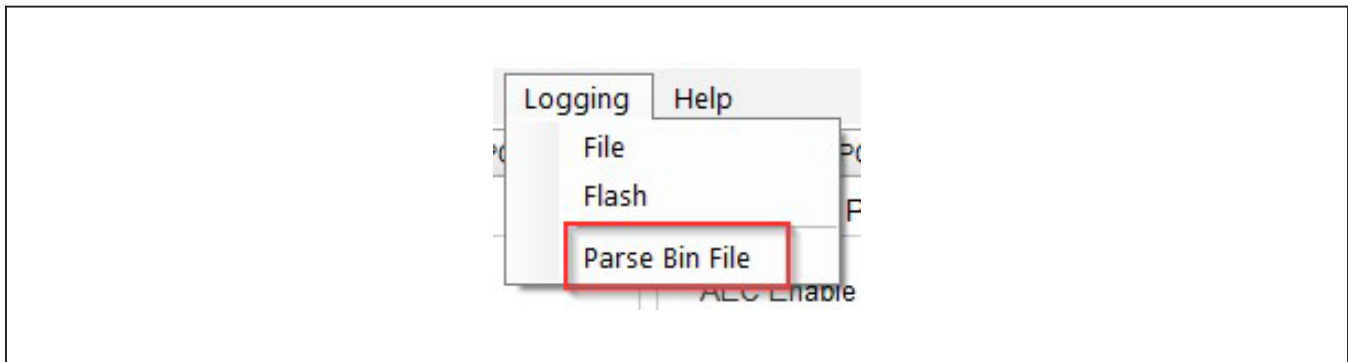 Logging Help
File
Flash
Parse Bin File
AEC Enable